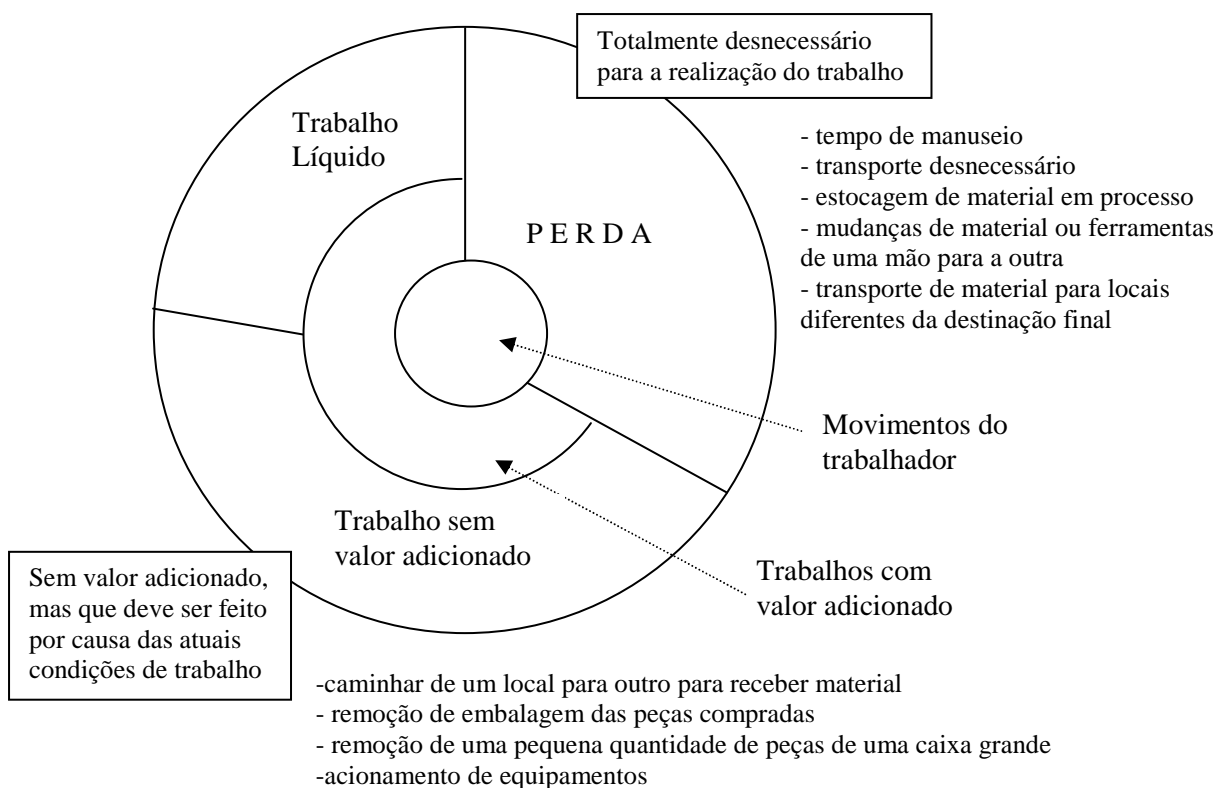 Totalmente desnecessário
para a realização do trabalho
Trabalho
Líquido
P E R D A
- tempo de manuseio
- transporte desnecessário
- estocagem de material em processo
- mudanças de material ou ferramentas
de uma mão para a outra
- transporte de material para locais
diferentes da destinação final
Movimentos do
trabalhador
Trabalho sem
valor adicionado
Trabalhos com
valor adicionado
Sem valor adicionado,
mas que deve ser feito
por causa das atuais
condições de trabalho
-caminhar de um local para outro para receber material
- remoção de embalagem das peças compradas
- remoção de uma pequena quantidade de peças de uma caixa grande
-acionamento de equipamentos